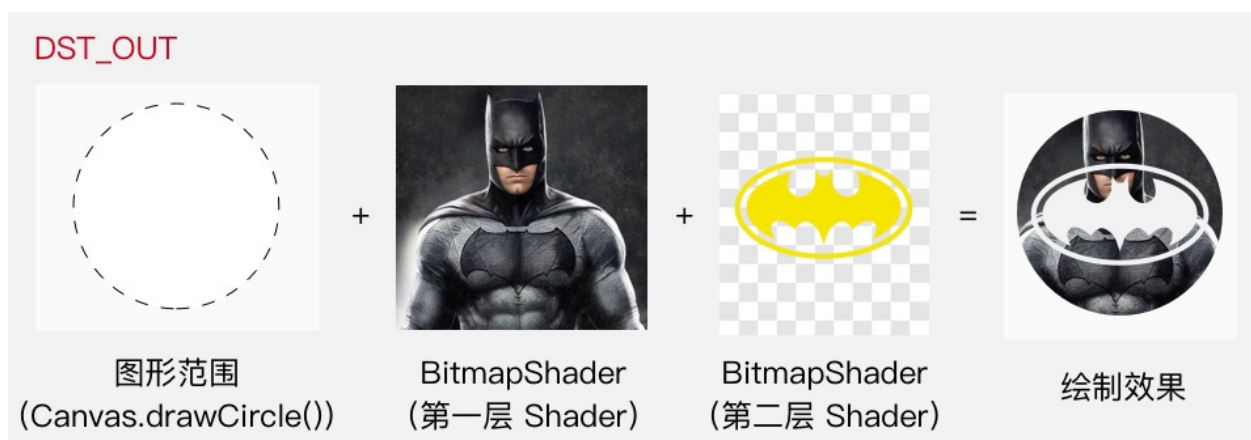 DST_OUT
+ + =
图形范围
(Canvas.drawCircle())
BitmapShader
(第一层 Shader)
BitmapShader
(第二层 Shader)
绘制效果